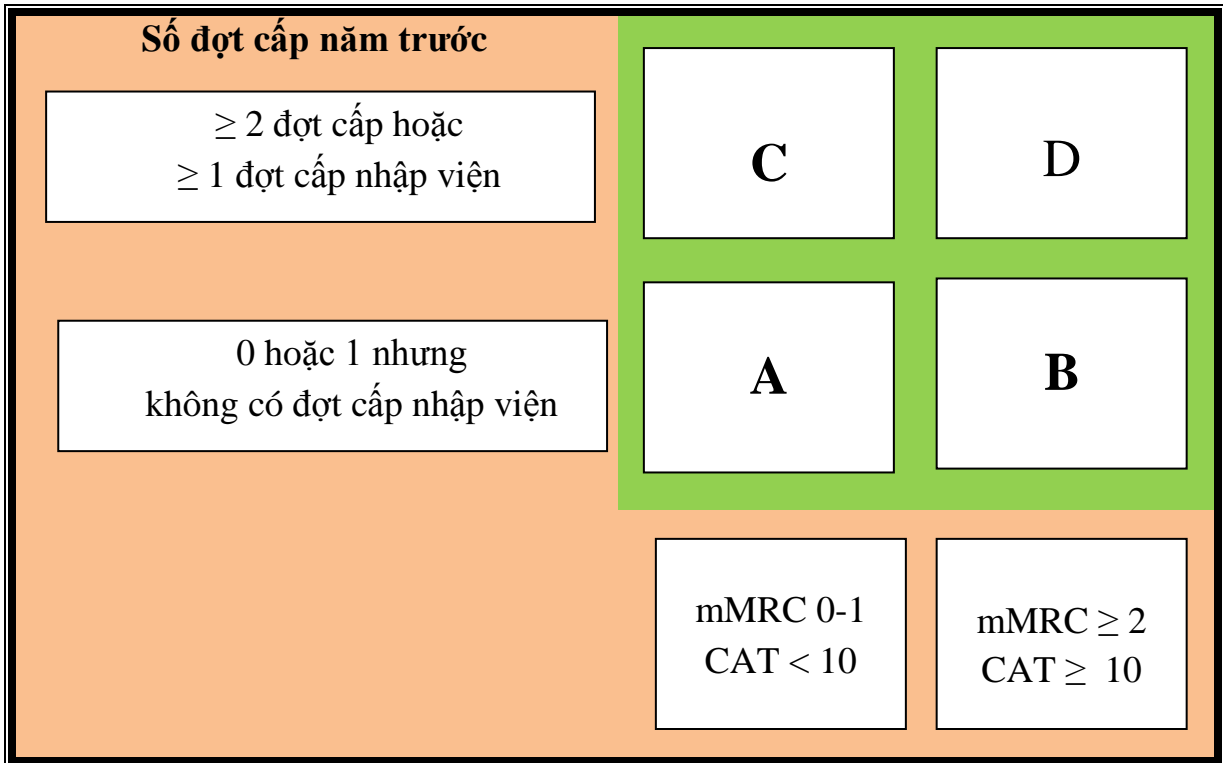 Số đợt cấp năm trước
≥ 2 đợt cấp hoặc
≥ 1 đợt cấp nhập viện
C
D
0 hoặc 1 nhưng
không có đợt cấp nhập viện
A
B
mMRC 0-1
CAT < 10
mMRC ≥ 2
CAT ≥ 10